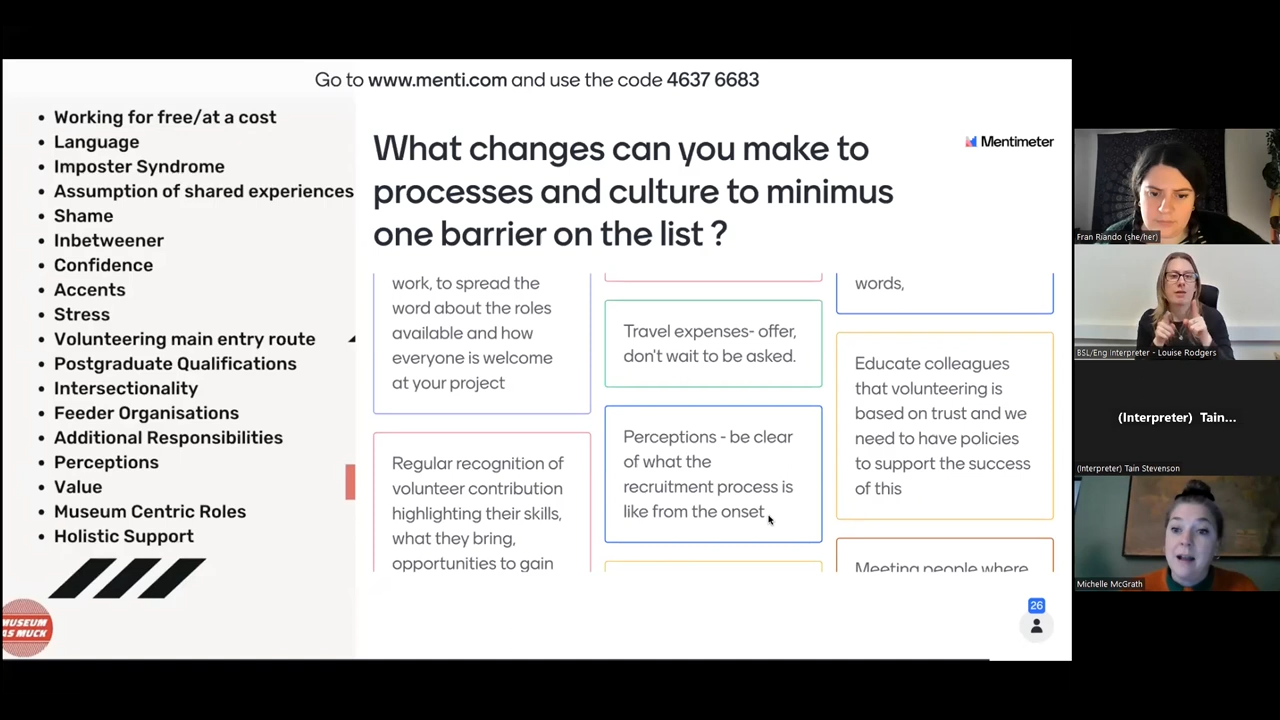 Go to www.menti.com and use the code 4637 6683
Working for free/at a cost
Language
Imposter Syndrome
Assumption of shared experiences
Shame
Inbetweener
Confidence
Accents
Stress
Volunteering main entry route
Postgraduate Qualifications
Intersectionality
Feeder Organisations
Additional Responsibilities
Perceptions
Value
Museum Centric Roles
Holistic Support
MUSEUM
AS MUCK
What changes can you make to
processes and culture to minimus
one barrier on the list ?
Mentimeter
work, to spread the
word about the roles
available and how
everyone is welcome
at your project
Regular recognition of
volunteer contribution
highlighting their skills,
what they bring,
opportunities to gain
Travel expenses- offer,
don't wait to be asked.
Perceptions - be clear
of what the
recruitment process is
like from the onset
words,
Educate colleagues
that volunteering is
based on trust and we
need to have policies
to support the success
of this
Meeting people where
26
Fran Riando (she/her)
BSL/Eng Interpreter - Louise Rodgers
(Interpreter) Tain...
(Interpreter) Tain Stevenson
Michelle McGrath